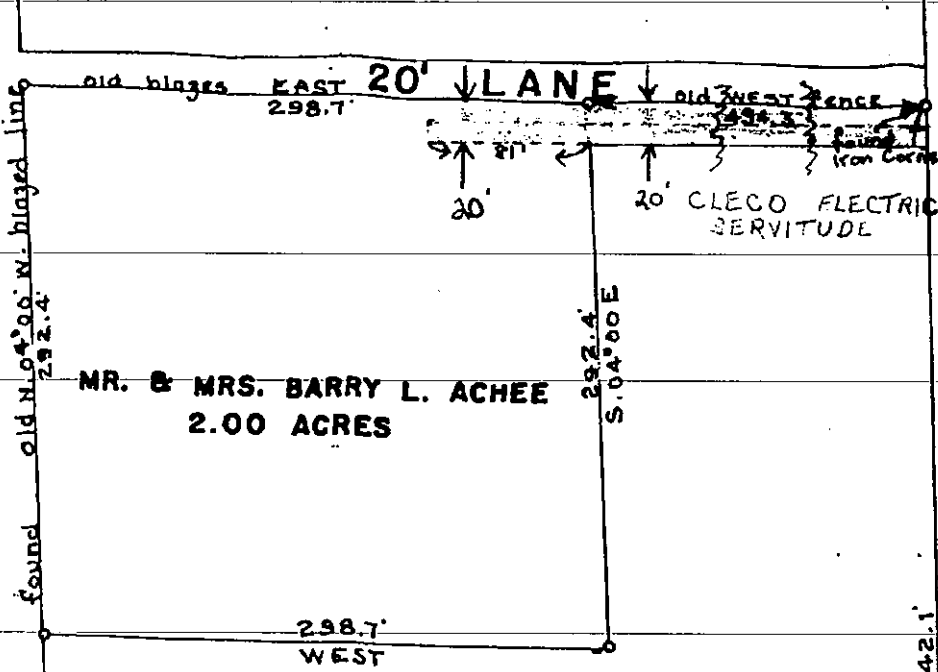 20' LANE
old blazes EAST
298.7'
old WEST fence
494.3'
found
Iron Corne
81'
20'
20' CLECO ELECTRIC
SERVITUDE
found old N. 04°00' W. blazed line
292.4'
292.4'
S. 04°00 E
MR. & MRS. BARRY L. ACHEE
2.00 ACRES
298.7'
WEST
42.1'